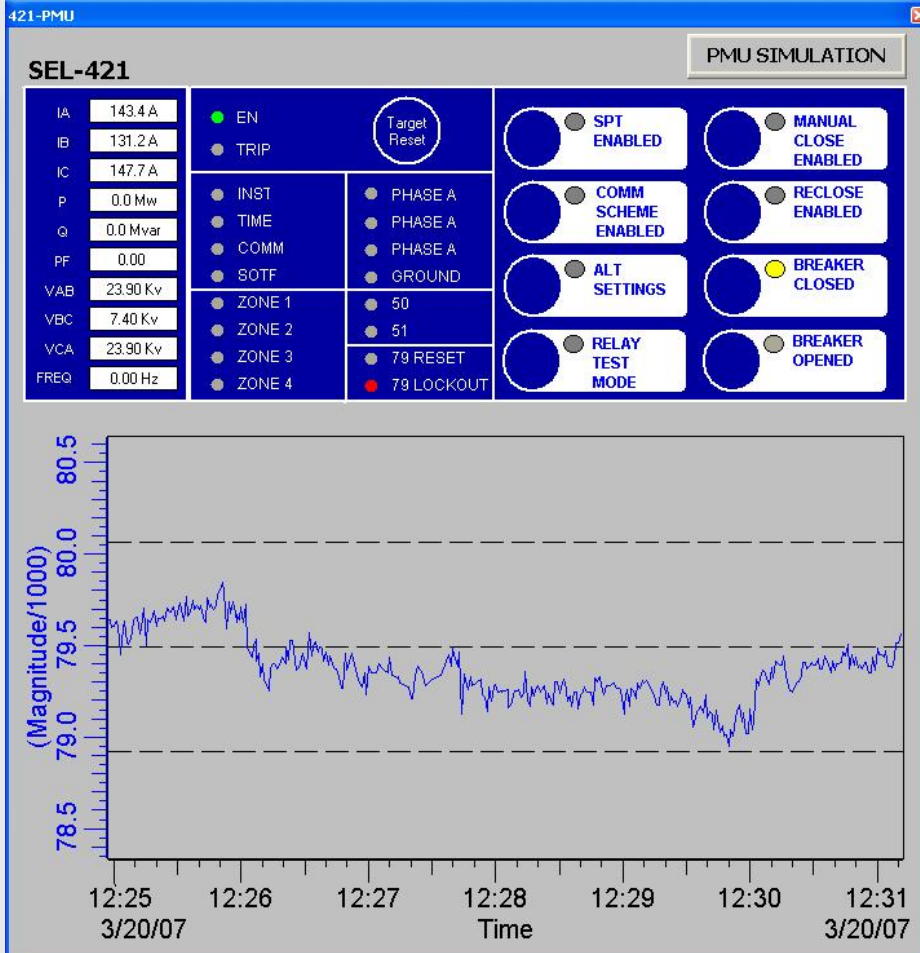 421-PMU
PMU SIMULATION
SEL-421
IA 143.4 A
IB 131.2 A
IC 147.7 A
P 0.0 Mw
Q 0.0 Mvar
PF 0.00
VAB 23.90 Kv
VBC 7.40 Kv
VCA 23.90 Kv
FREQ 0.00 Hz
EN
TRIP
Target
Reset
INST
TIME
COMM
SOTF
PHASE A
PHASE A
PHASE A
GROUND
ZONE 1
ZONE 2
ZONE 3
ZONE 4
50
51
79 RESET
79 LOCKOUT
SPT
ENABLED
MANUAL
CLOSE
ENABLED
COMM
SCHEME
ENABLED
RECLOSE
ENABLED
ALT
SETTINGS
BREAKER
CLOSED
RELAY
TEST
MODE
BREAKER
OPENED
(Magnitude/1000)
80.5
80.0
79.5
79.0
78.5
12:25 12:26 12:27 12:28 12:29 12:30 12:31
3/20/07 Time 3/20/07